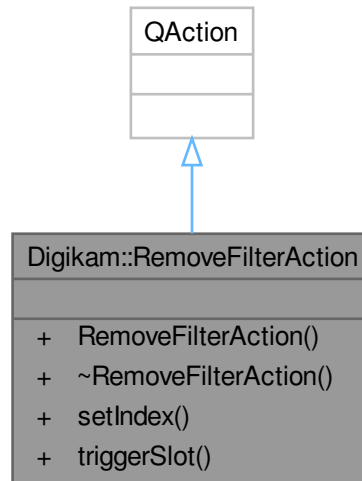 QAction
Digikam::RemoveFilterAction
+ RemoveFilterAction()
+ ~RemoveFilterAction()
+ setIndex()
+ triggerSlot()